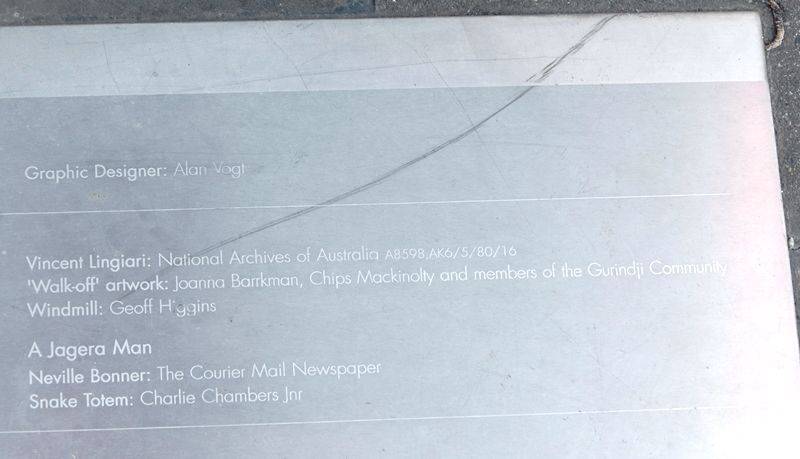 Graphic Designer: Alan Vogt
Vincent Lingiari: National Archives of Australia A8598,AK6/5/80/16
'Walk-off' artwork: Joanna Barrkman, Chips Mackinolty and members of the Gurindji Community
Windmill: Geoff Higgins
A Jagera Man
Neville Bonner: The Courier Mail Newspaper
Snake Totem: Charlie Chambers Jnr